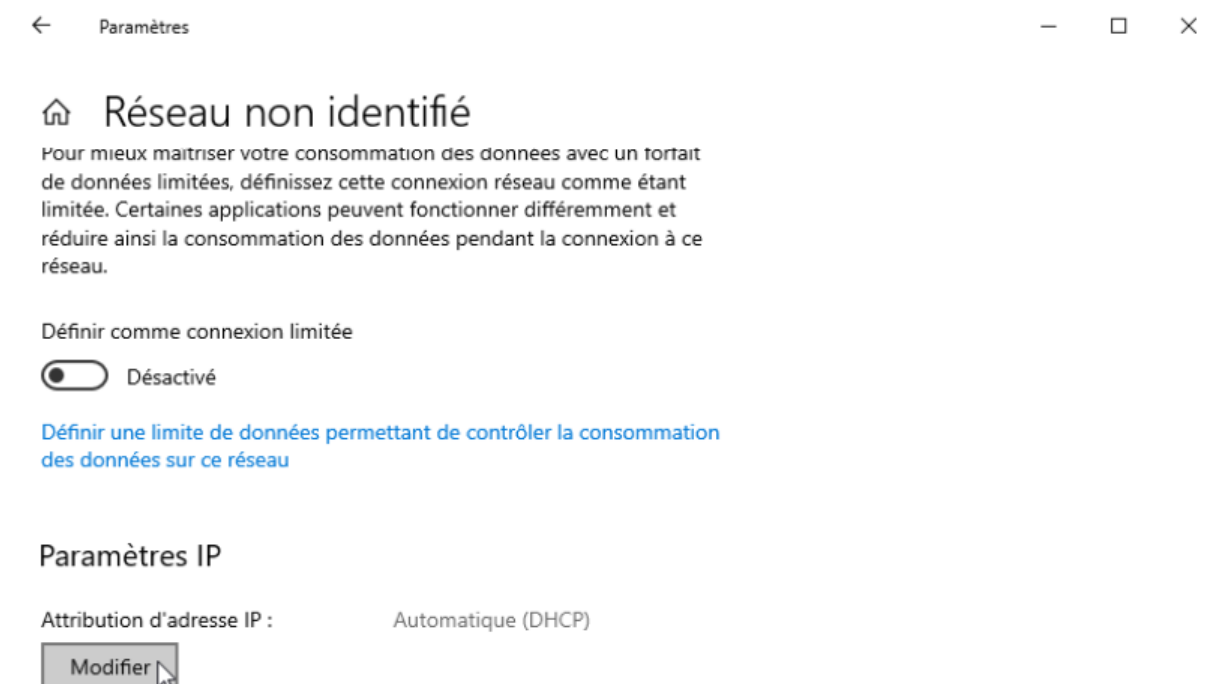 Paramètres
Réseau non identifié
Pour mieux maîtriser votre consommation des données avec un forfait
de données limitées, définissez cette connexion réseau comme étant
limitée. Certaines applications peuvent fonctionner différemment et
réduire ainsi la consommation des données pendant la connexion à ce
réseau.
Définir comme connexion limitée
Désactivé
Définir une limite de données permettant de contrôler la consommation
des données sur ce réseau
Paramètres IP
Attribution d'adresse IP : Automatique (DHCP)
Modifier